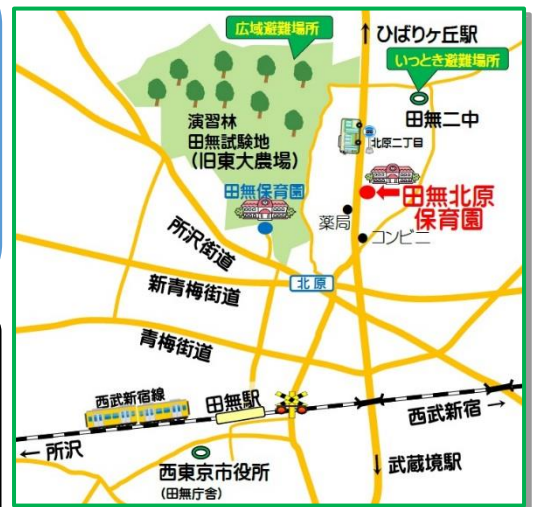 広域避難場所
↑ひばりヶ丘駅
いっとき避難場所
田無二中
演習林
田無試験地
(旧東大農場)
北原二丁目
田無保育園
←田無北原
保育園
薬局
コンビニ
所沢街道
北原
新青梅街道
青梅街道
西武新宿線
田無駅
西武新宿→
←所沢
西東京市役所
(田無庁舎)
↓武蔵境駅